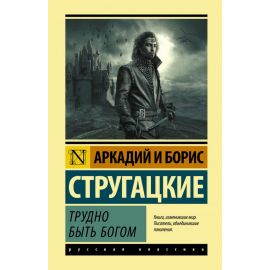 АРКАДИЙ И БОРИС
СТРУГАЦКИЕ
ТРУДНО
БЫТЬ БОГОМ
Книги, изменившие мир.
Писатели, объединившие
поколения.
русская классика